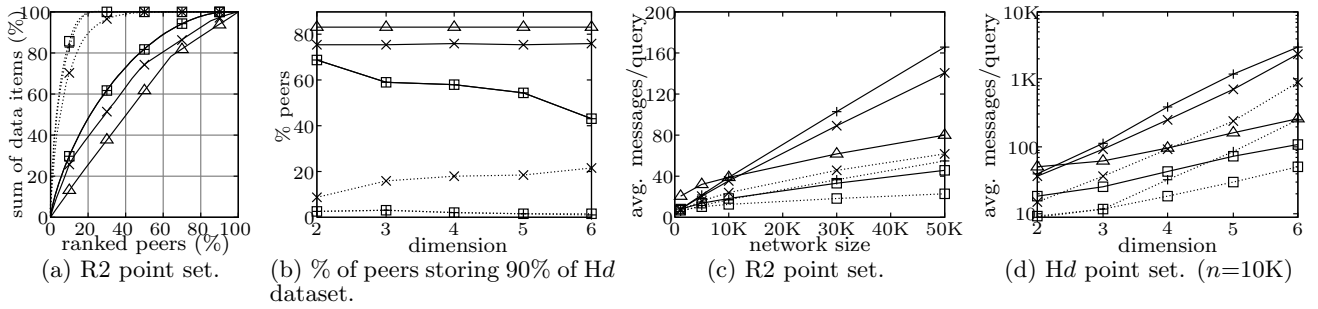 sum of data items (%)
100
80
60
40
20
0
0 20 40 60 80 100
ranked peers (%)
(a) R2 point set.
% peers
80
60
40
20
0
2 3 4 5 6
dimension
(b) % of peers storing 90% of Hd
dataset.
avg. messages/query
200
160
120
80
40
0
0 10K 20K 30K 40K 50K
network size
(c) R2 point set.
avg. messages/query
10K
1K
100
10
2 3 4 5 6
dimension
(d) Hd point set. (n=10K)